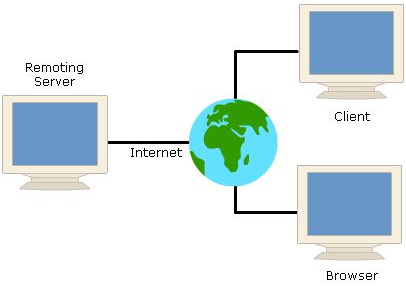 Remoting
Server
Internet
Client
Browser